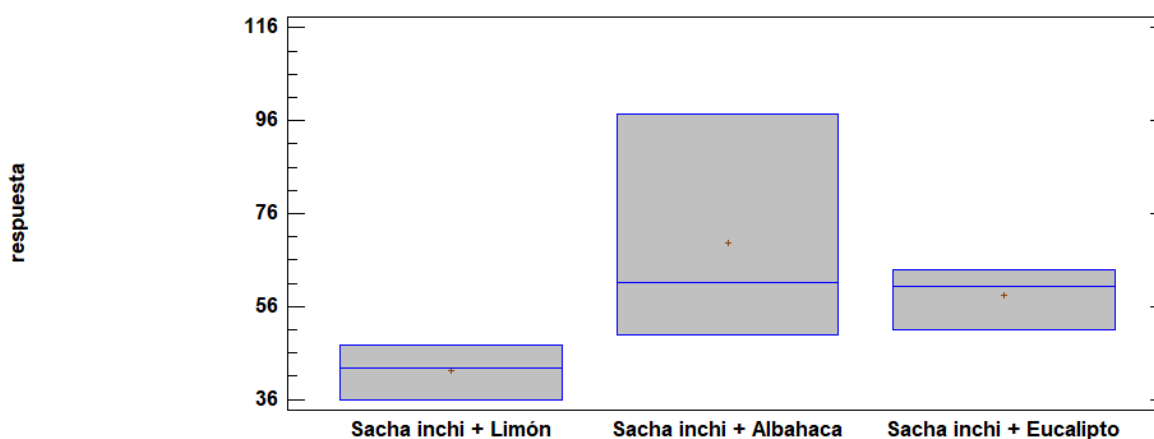 respuesta
116
96
76
56
36
Sacha inchi + Limón Sacha inchi + Albahaca Sacha inchi + Eucalipto